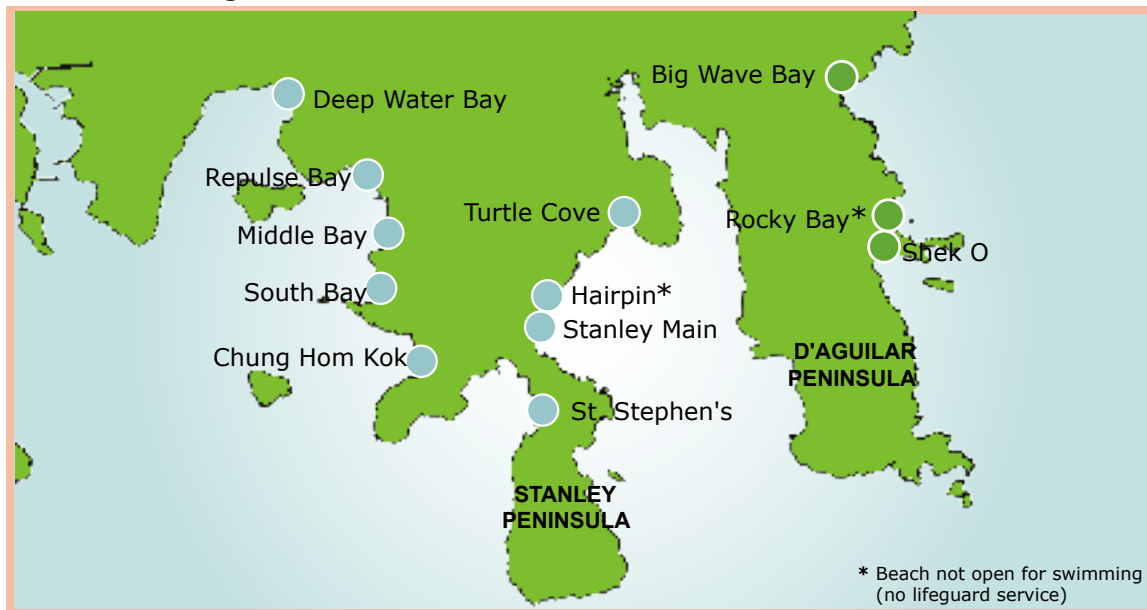 Big Wave Bay
Deep Water Bay
Repulse Bay
Turtle Cove
Rocky Bay*
Middle Bay
Shek O
South Bay
Hairpin*
Stanley Main
Chung Hom Kok
D'AGUILAR
PENINSULA
St. Stephen's
STANLEY
PENINSULA
* Beach not open for swimming
(no lifeguard service)